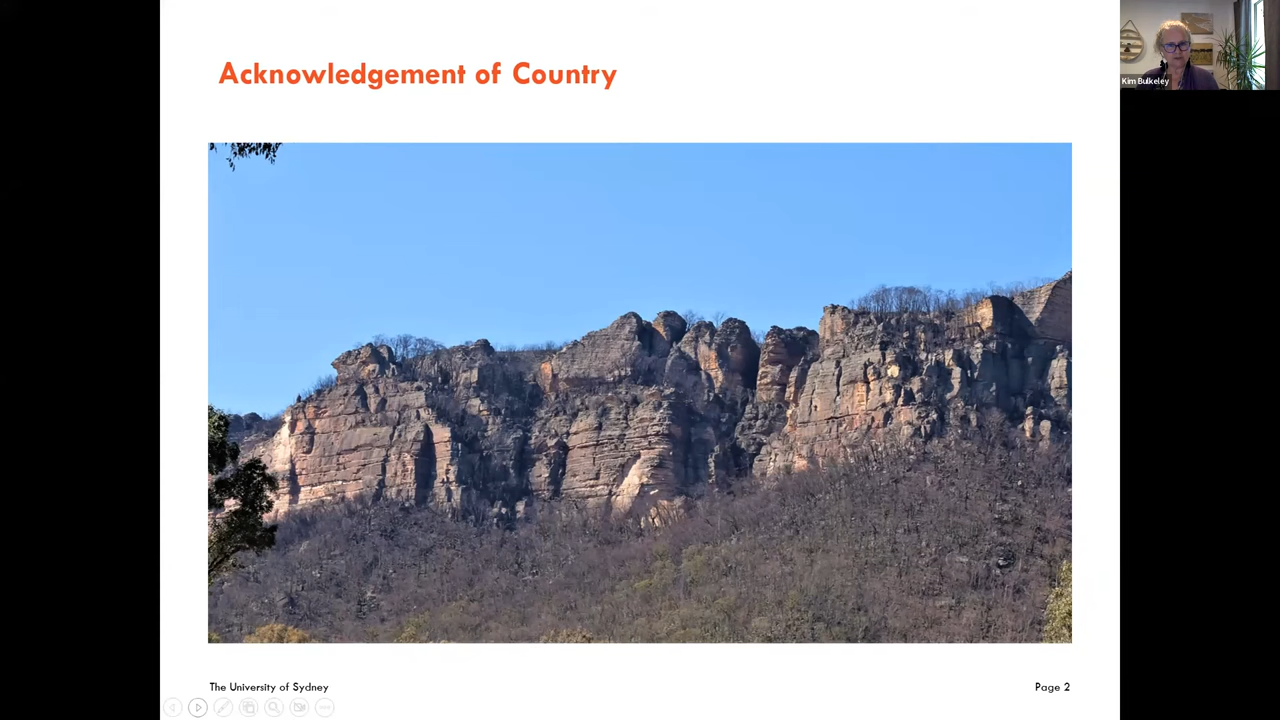 Acknowledgement of Country
Kim Bulkeley
The University of Sydney
Page 2